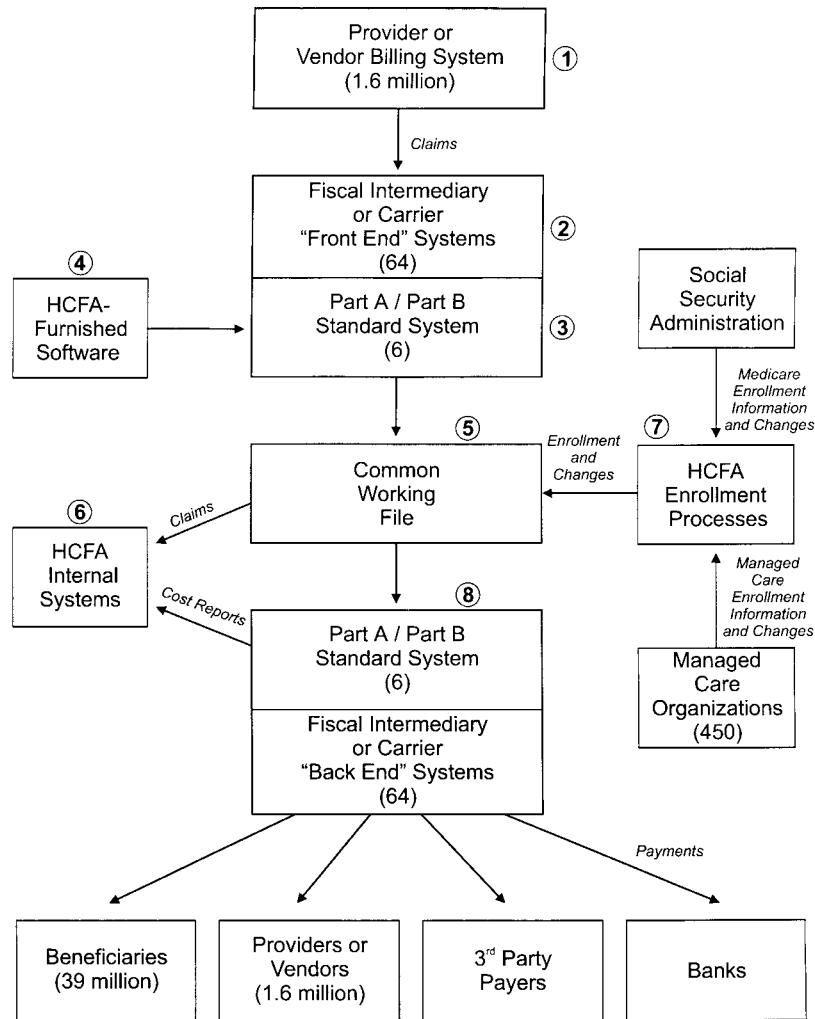 Provider or
Vendor Billing System
(1.6 million)
1
Claims
Fiscal Intermediary
or Carrier
“Front End” Systems
(64)
2
Part A / Part B
Standard System
(6)
3
4
HCFA-
Furnished
Software
Social
Security
Administration
Medicare
Enrollment
Information
and Changes
5
Common
Working
File
Enrollment
and
Changes
7
HCFA
Enrollment
Processes
Claims
6
HCFA
Internal
Systems
Cost Reports
Managed
Care
Enrollment
Information
and Changes
Managed
Care
Organizations
(450)
8
Part A / Part B
Standard System
(6)
Fiscal Intermediary
or Carrier
“Back End” Systems
(64)
Payments
Beneficiaries
(39 million)
Providers or
Vendors
(1.6 million)
3rd Party
Payers
Banks